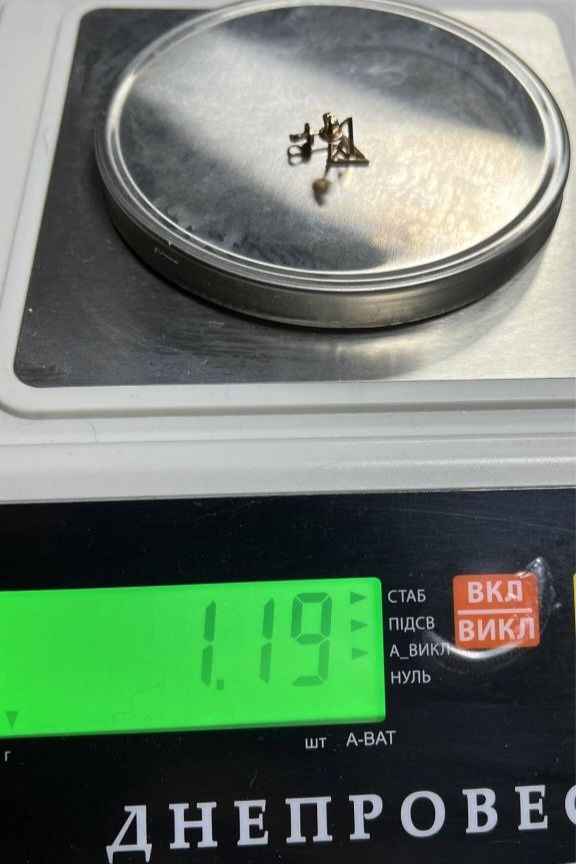 1.19
СТАБ
ПІДСВ
А_ВИКЛ
НУЛЬ
ВКЛ
ВИКЛ
г
шт А-ВАТ
ДНЕПРОВЕС